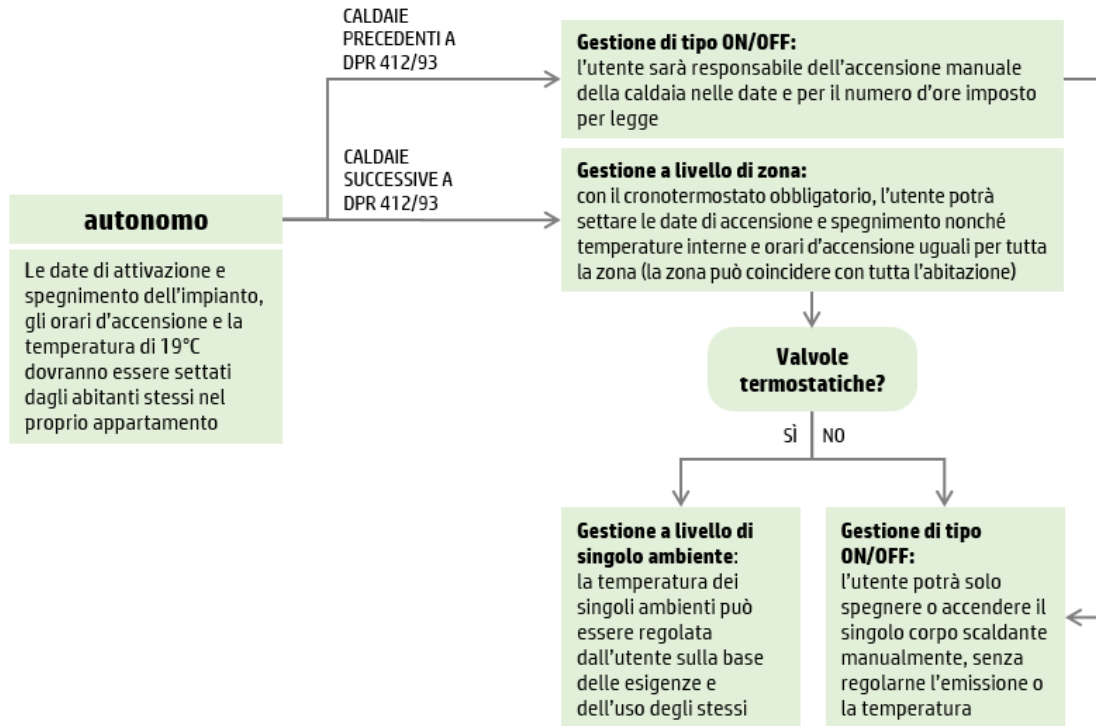 autonomo
Le date di attivazione e
spegnimento dell'impianto,
gli orari d'accensione e la
temperatura di 19°C
dovranno essere settati
dagli abitanti stessi nel
proprio appartamento
CALDAIE
PRECEDENTI A
DPR 412/93
Gestione di tipo ON/OFF:
l'utente sarà responsabile dell'accensione manuale
della caldaia nelle date e per il numero d'ore imposto
per legge
CALDAIE
SUCCESSIVE A
DPR 412/93
Gestione a livello di zona:
con il cronotermostato obbligatorio, l'utente potrà
settare le date di accensione e spegnimento nonché
temperature interne e orari d'accensione uguali per tutta
la zona (la zona può coincidere con tutta l'abitazione)
Valvole
termostatiche?
SÌ NO
Gestione a livello di
singolo ambiente:
la temperatura dei
singoli ambienti può
essere regolata
dall'utente sulla base
delle esigenze e
dell'uso degli stessi
Gestione di tipo
ON/OFF:
l'utente potrà solo
spegnere o accendere il
singolo corpo scaldante
manualmente, senza
regolarne l'emissione o
la temperatura